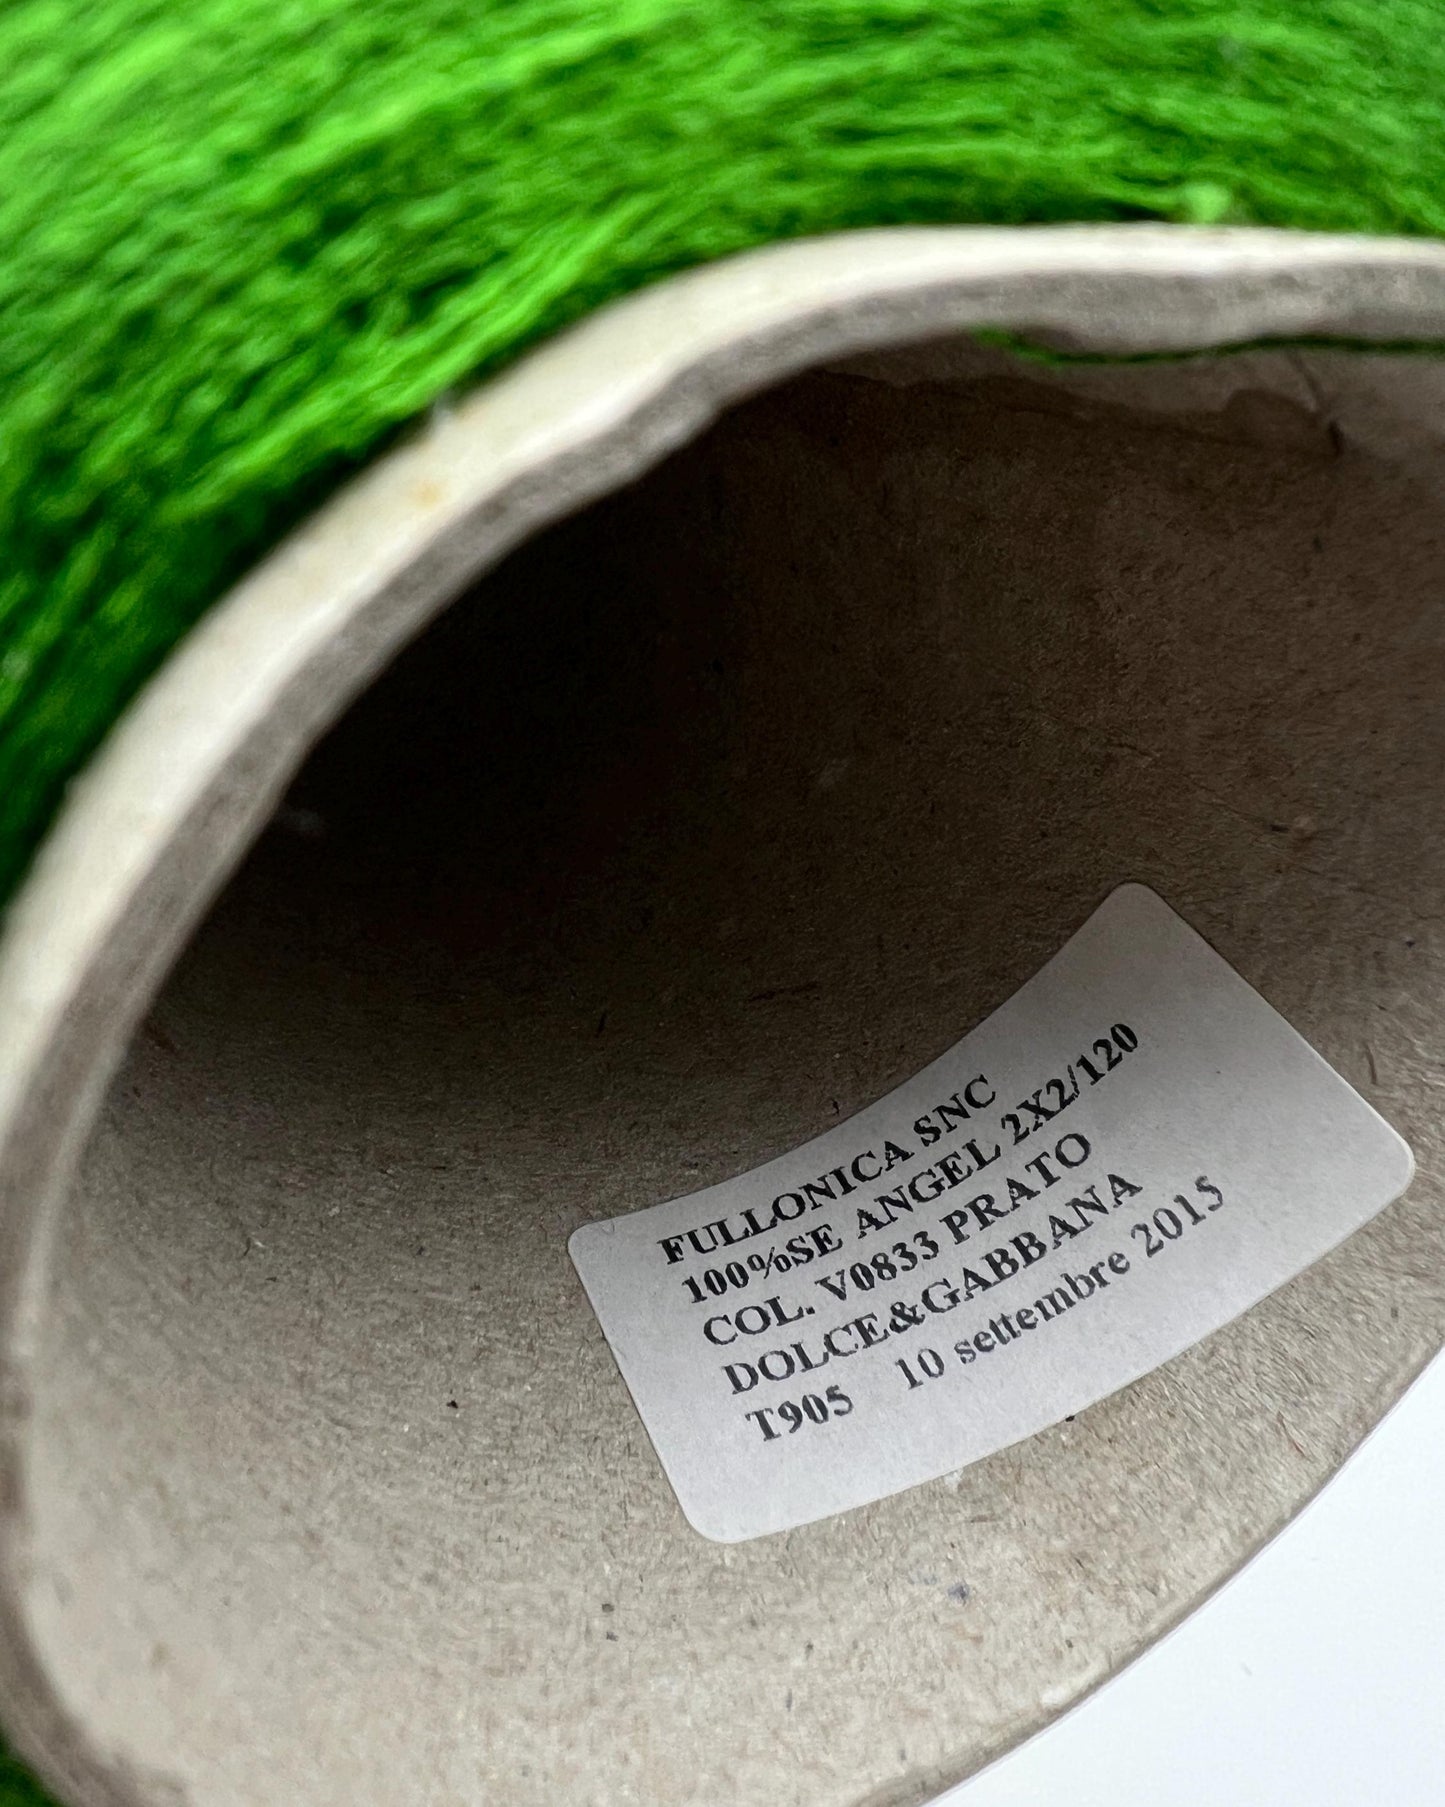 FULLONICA SNC
100%SE ANGEL 2X2/120
COL. V0833 PRATO
DOLCE&GABBANA
T905 10 settembre 2015